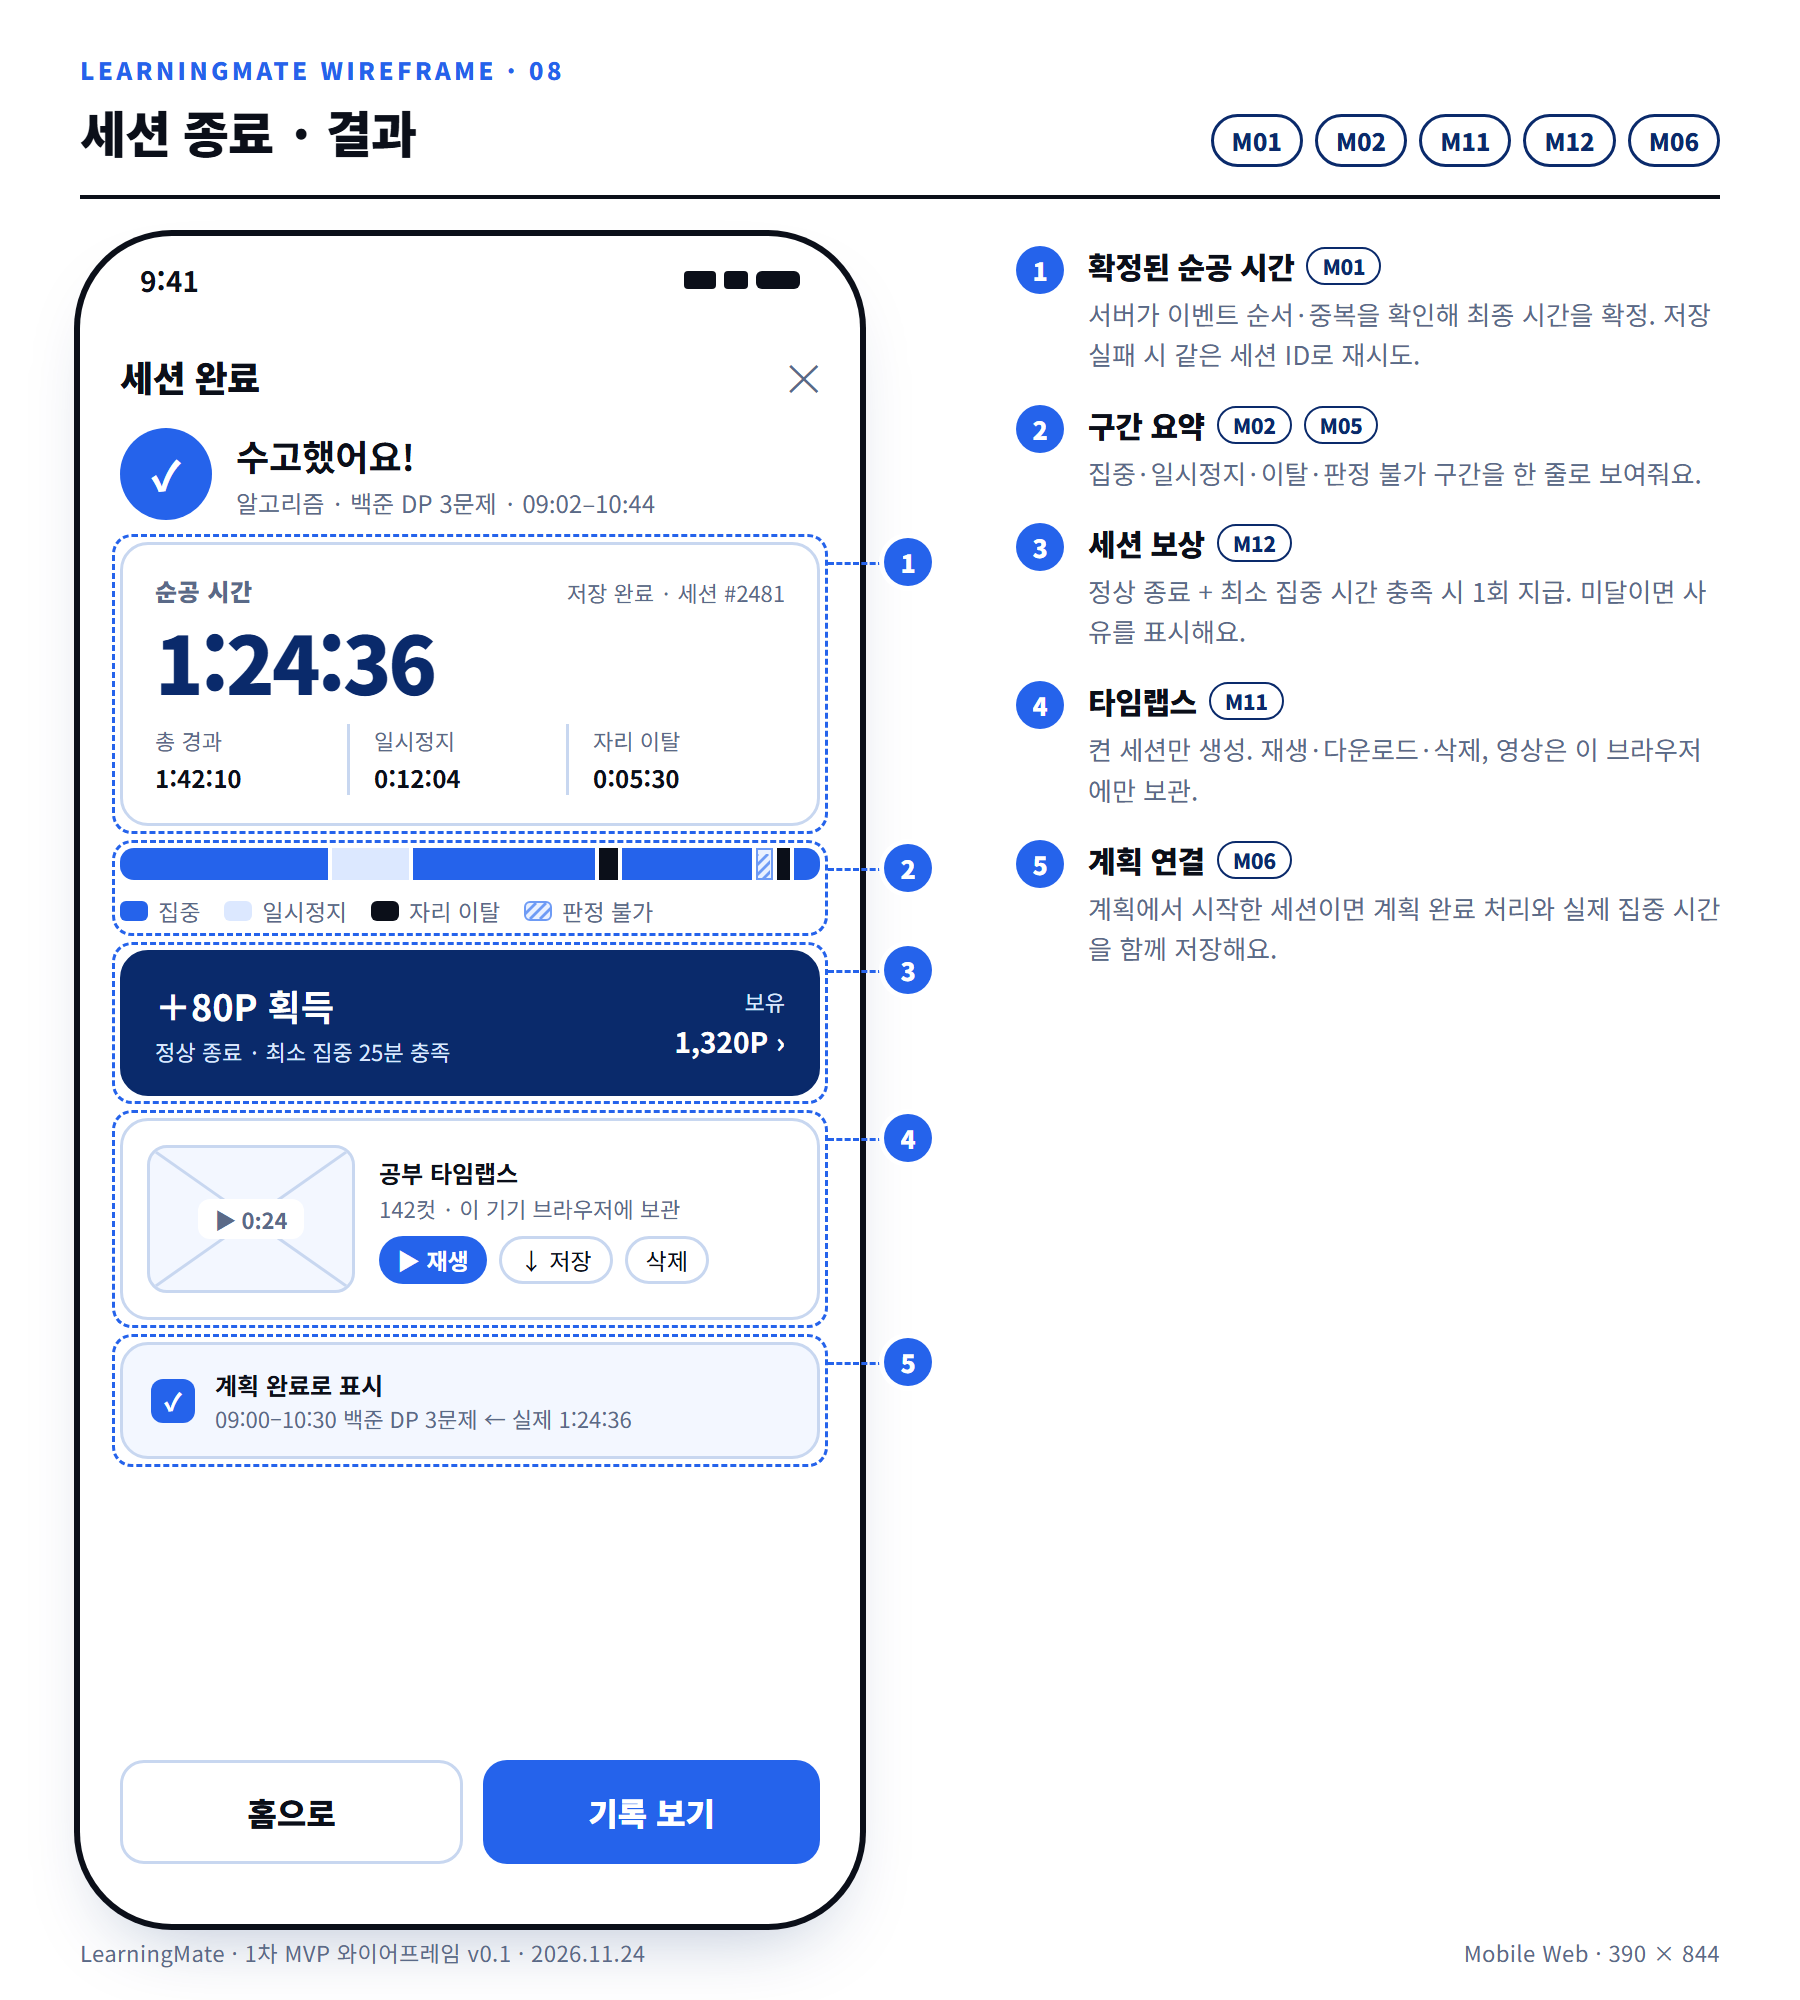 LEARNINGMATE WIREFRAME · 08
세션 종료 · 결과
M01 M02 M11 M12 M06
9:41
세션 완료
수고했어요!
알고리즘 · 백준 DP 3문제 · 09:02–10:44
순공 시간
저장 완료 · 세션 #2481
1:24:36
총 경과
1:42:10
일시정지
0:12:04
자리 이탈
0:05:30
집중 일시정지 자리 이탈 판정 불가
+80P 획득
정상 종료 · 최소 집중 25분 충족
보유
1,320P ›
▶ 0:24
공부 타임랩스
142컷 · 이 기기 브라우저에 보관
▶ 재생 ↓ 저장 삭제
계획 완료로 표시
09:00–10:30 백준 DP 3문제 ← 실제 1:24:36
홈으로
기록 보기
1
2
3
4
5
1 확정된 순공 시간 M01
서버가 이벤트 순서·중복을 확인해 최종 시간을 확정. 저장
실패 시 같은 세션 ID로 재시도.
2 구간 요약 M02 M05
집중·일시정지·이탈·판정 불가 구간을 한 줄로 보여줘요.
3 세션 보상 M12
정상 종료 + 최소 집중 시간 충족 시 1회 지급. 미달이면 사
유를 표시해요.
4 타임랩스 M11
켠 세션만 생성. 재생·다운로드·삭제, 영상은 이 브라우저
에만 보관.
5 계획 연결 M06
계획에서 시작한 세션이면 계획 완료 처리와 실제 집중 시간
을 함께 저장해요.
LearningMate · 1차 MVP 와이어프레임 v0.1 · 2026.11.24
Mobile Web · 390 × 844